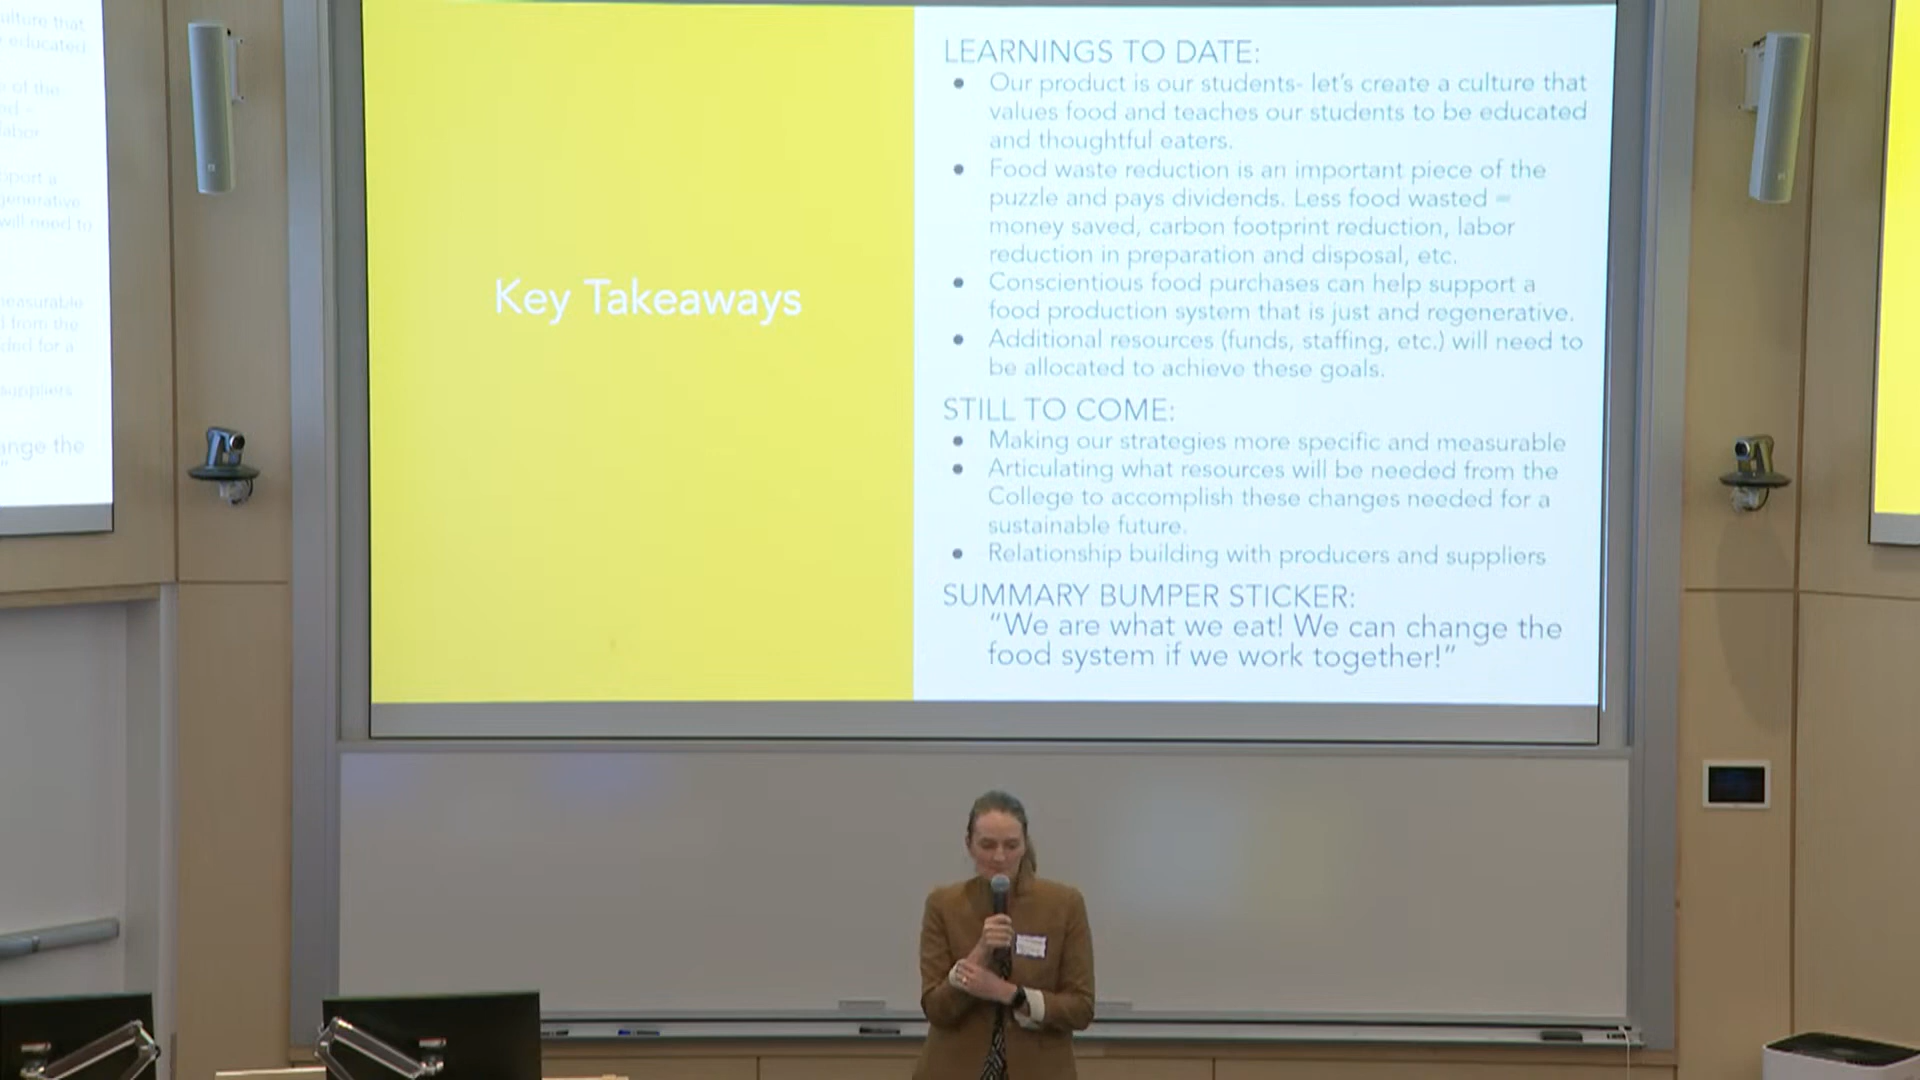 Key Takeaways
LEARNINGS TO DATE:
Our product is our students- let's create a culture that
values food and teaches our students to be educated
and thoughtful eaters.
Food waste reduction is an important piece of the
puzzle and pays dividends. Less food wasted =
money saved, carbon footprint reduction, labor
reduction in preparation and disposal, etc.
Conscientious food purchases can help support a
food production system that is just and regenerative.
Additional resources (funds, staffing, etc.) will need to
be allocated to achieve these goals.
STILL TO COME:
Making our strategies more specific and measurable
Articulating what resources will be needed from the
College to accomplish these changes needed for a
sustainable future.
Relationship building with producers and suppliers
SUMMARY BUMPER STICKER:
"We are what we eat! We can change the
food system if we work together!"